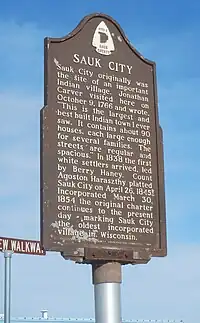 SAUK CITY
Sauk City originally was
the site of an important
Indian village. Jonathan
Carver visited here on
October 9, 1766 and wrote,
"This is the largest and
best built Indian town I ever
saw. It contains about 90
houses, each large enough
for several families. The
streets are regular and
spacious." In 1838 the first
white settlers arrived, led
by Berry Haney. Count
Agoston Haraszthy platted
Sauk City on April 26, 1845!
Incorporated March 30,
1854 the original charter
continues to the present
day - marking Sauk City
the oldest incorporated
village in Wisconsin.
EW WALKWA